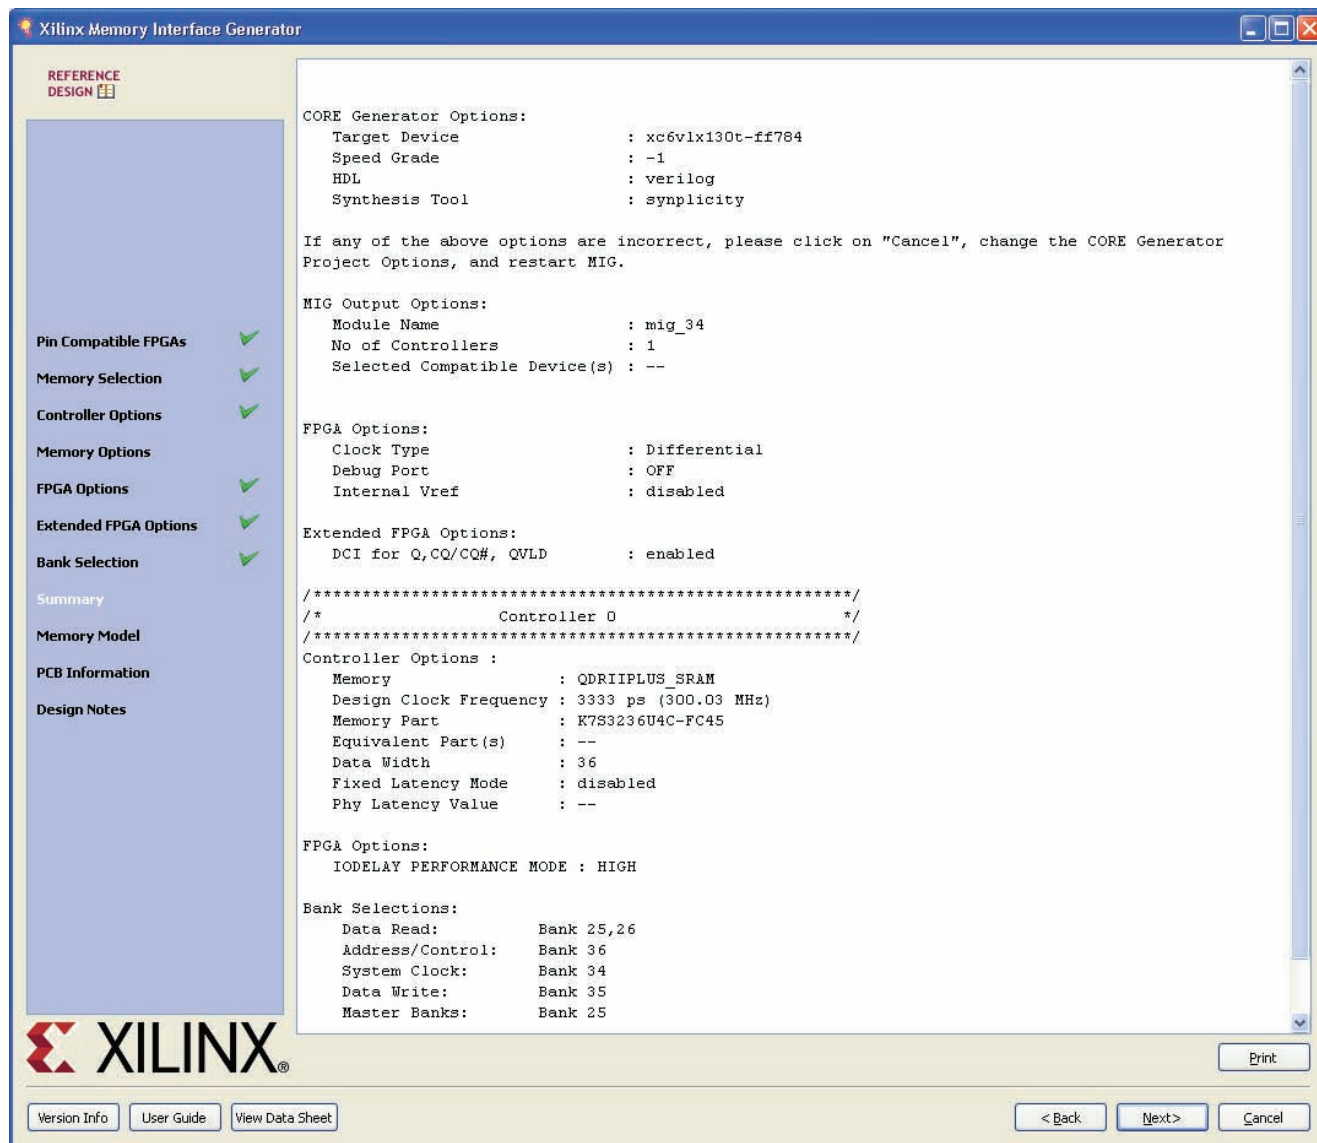 Xilinx Memory Interface Generator
REFERENCE
DESIGN
Pin Compatible FPGAs
Memory Selection
Controller Options
Memory Options
FPGA Options
Extended FPGA Options
Bank Selection
Summary
Memory Model
PCB Information
Design Notes
XILINX®
CORE Generator Options:
Target Device : xc6vlx130t-ff784
Speed Grade : -1
HDL : verilog
Synthesis Tool : synplicity
If any of the above options are incorrect, please click on "Cancel", change the CORE Generator
Project Options, and restart MIG.
MIG Output Options:
Module Name : mig_34
No of Controllers : 1
Selected Compatible Device(s) : --
FPGA Options:
Clock Type : Differential
Debug Port : OFF
Internal Vref : disabled
Extended FPGA Options:
DCI for Q,CQ/CQ#, QVLD : enabled
/*******************************************************/
/* Controller 0 */
/*******************************************************/
Controller Options :
Memory : QDRIIPLUS_SRAM
Design Clock Frequency : 3333 ps (300.03 MHz)
Memory Part : K7S3236U4C-FC45
Equivalent Part(s) : --
Data Width : 36
Fixed Latency Mode : disabled
Phy Latency Value : --
FPGA Options:
IODELAY PERFORMANCE MODE : HIGH
Bank Selections:
Data Read: Bank 25,26
Address/Control: Bank 36
System Clock: Bank 34
Data Write: Bank 35
Master Banks: Bank 25
Print
Version Info User Guide View Data Sheet < Back Next> Cancel